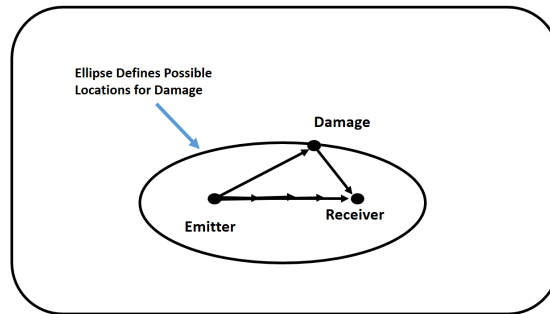 Ellipse Defines Possible
Locations for Damage
Damage
Receiver
Emitter